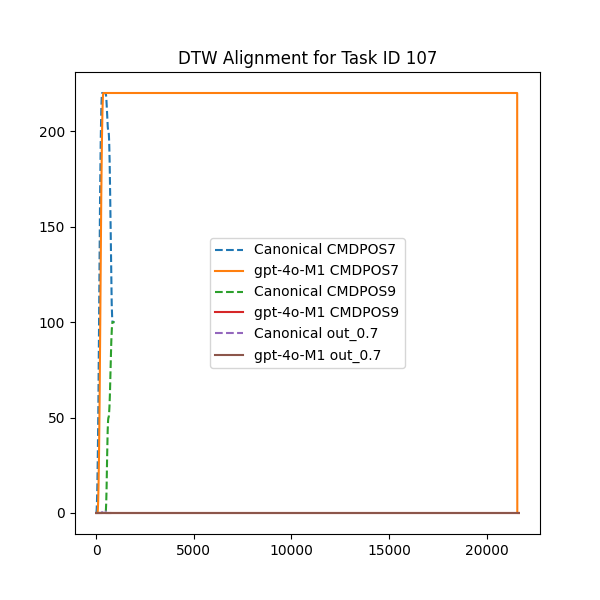 DTW Alignment for Task ID 107
200
150
100
50
0
Canonical CMDPOS7
gpt-4o-M1 CMDPOS7
Canonical CMDPOS9
gpt-4o-M1 CMDPOS9
Canonical out_0.7
gpt-4o-M1 out_0.7
0 5000 10000 15000 20000